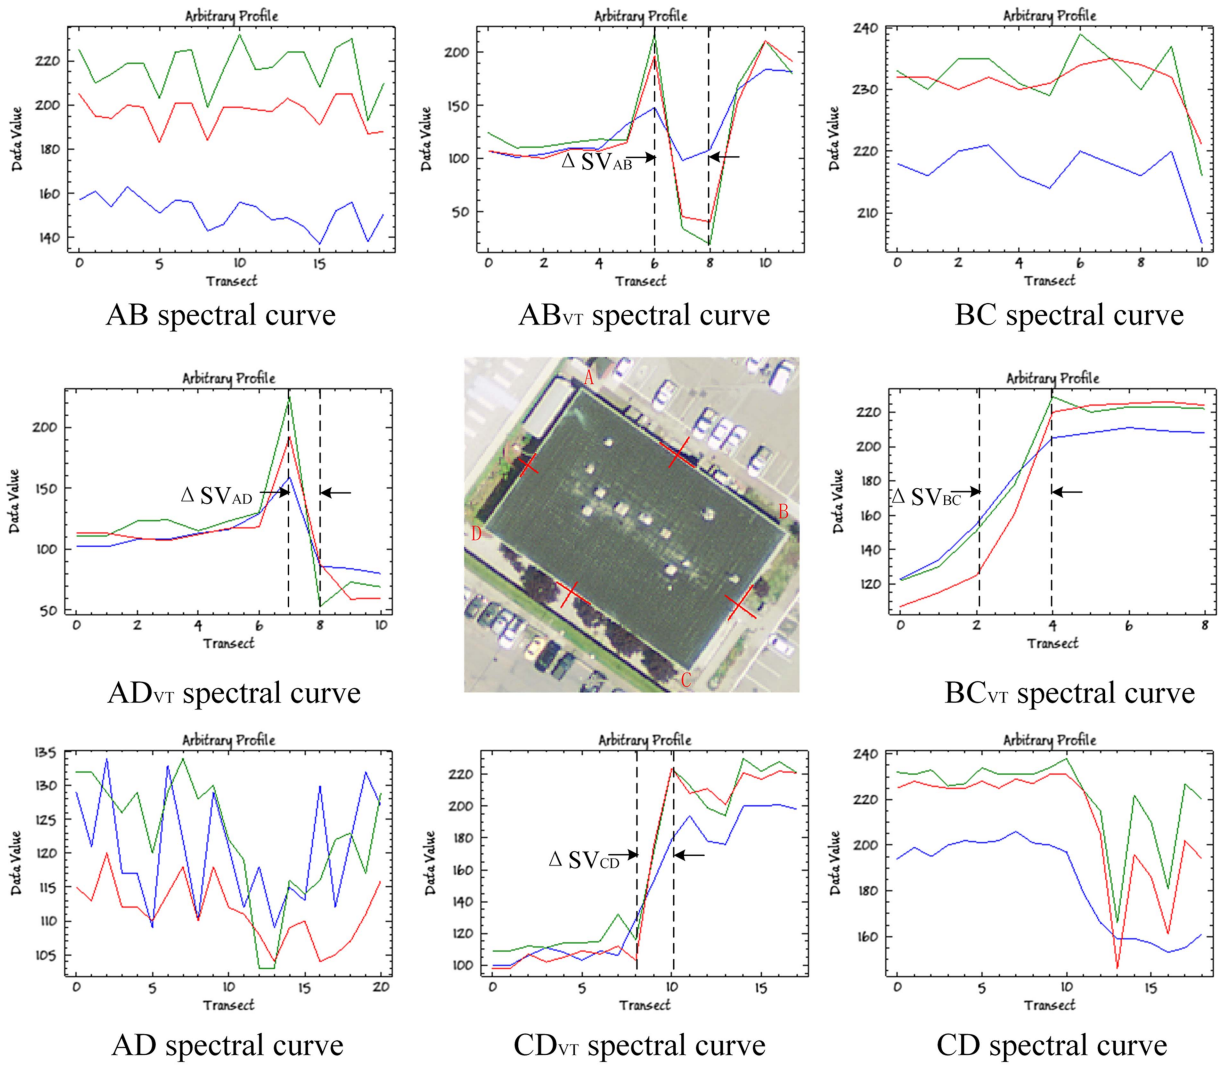 Arbitrary Profile
Data Value
220
200
180
160
140
0 5 10 15
Transect
AB spectral curve
Arbitrary Profile
Data Value
200
150
100
50
Δ SVAB
0 2 4 6 8 10
Transect
ABVT spectral curve
Arbitrary Profile
Data Value
240
230
220
210
0 2 4 6 8 10
Transect
BC spectral curve
Arbitrary Profile
Data Value
200
150
100
50
Δ SVAD
0 2 4 6 8 10
Transect
ADVT spectral curve
A
B
D
C
Arbitrary Profile
Data Value
220
200
180
160
140
120
Δ SVBC
0 2 4 6 8
Transect
BCVT spectral curve
Arbitrary Profile
Data Value
135
130
125
120
115
110
105
0 5 10 15 20
Transect
AD spectral curve
Arbitrary Profile
Data Value
220
200
180
160
140
120
100
Δ SVCD
0 5 10 15
Transect
CDVT spectral curve
Arbitrary Profile
Data Value
240
220
200
180
160
0 5 10 15
Transect
CD spectral curve